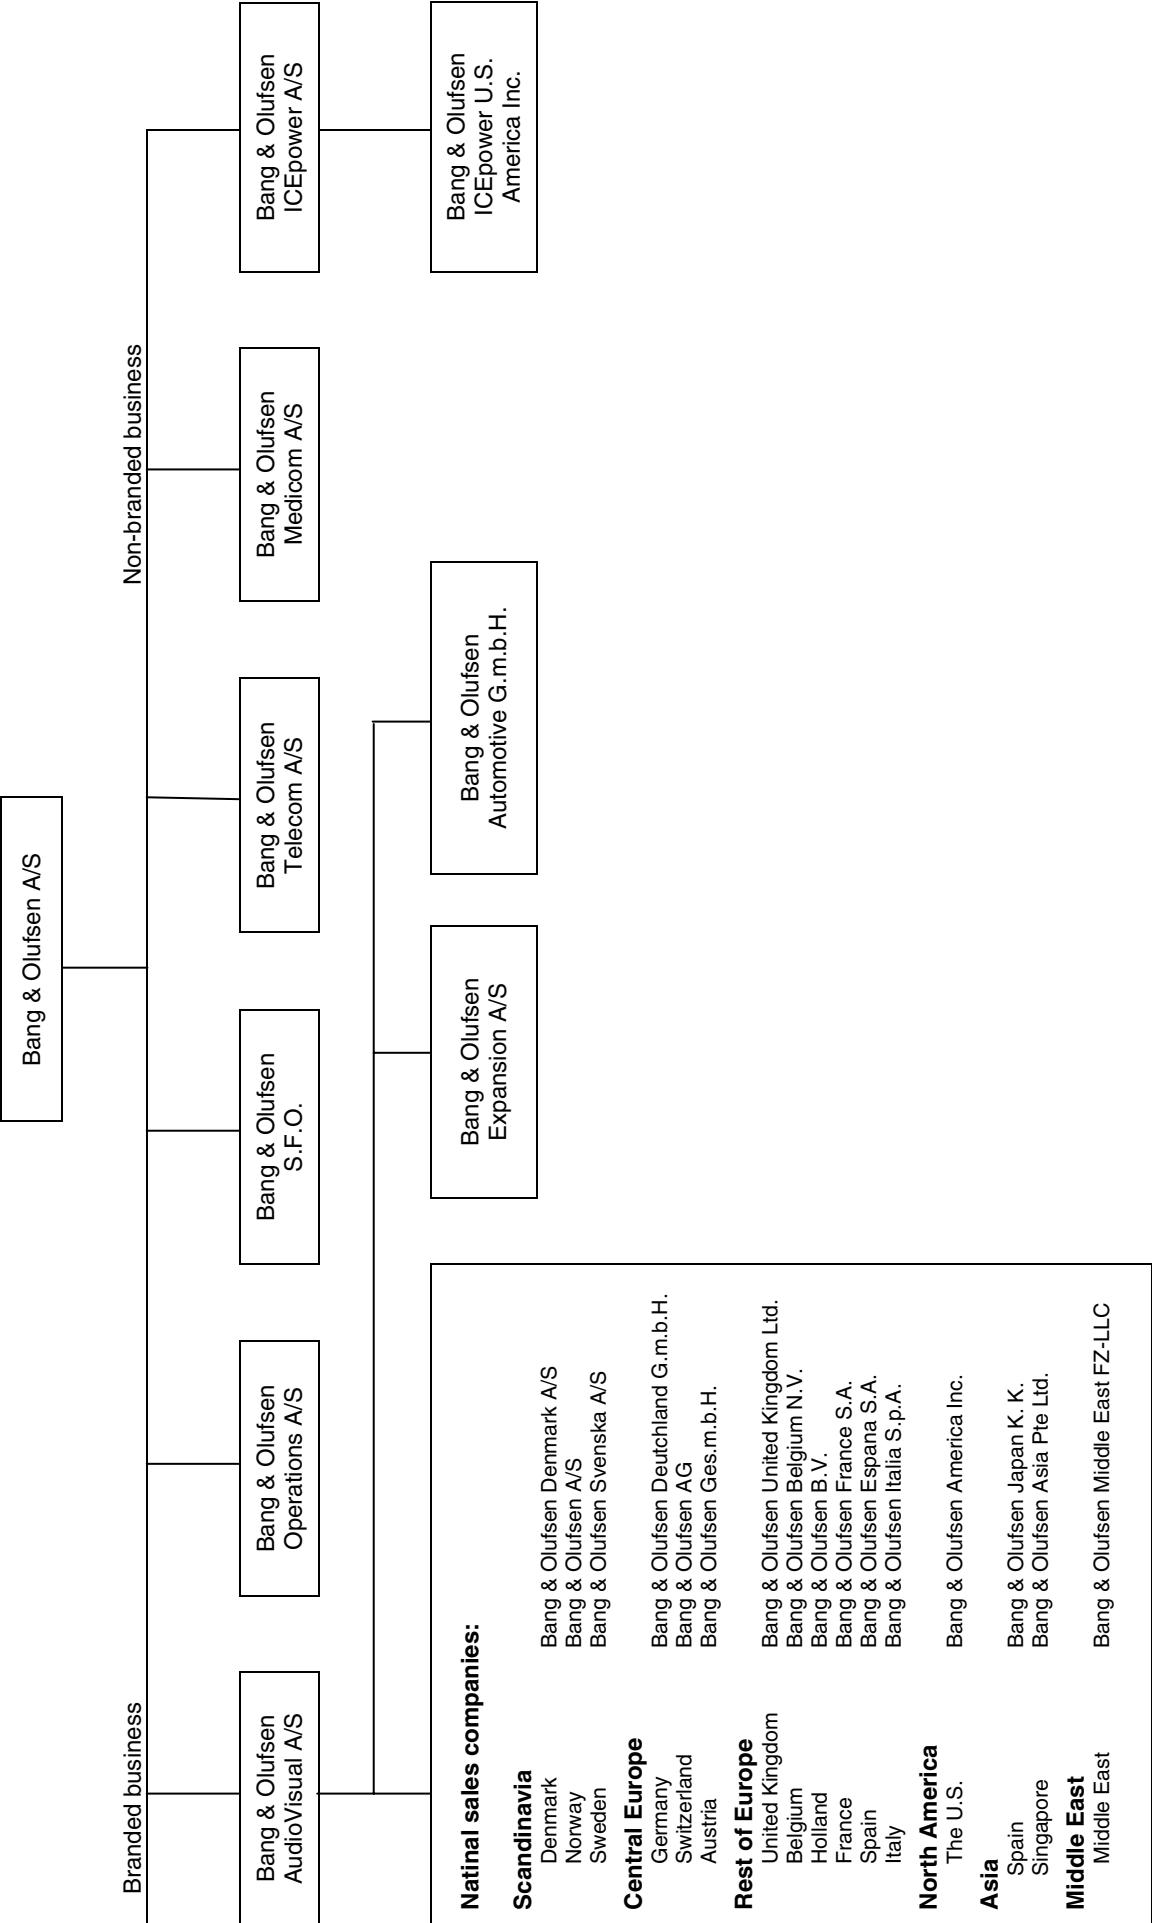 Bang & Olufsen A/S
Branded business
Non-branded business
Bang & Olufsen
AudioVisual A/S
Bang & Olufsen
Operations A/S
Bang & Olufsen
S.F.O.
Bang & Olufsen
Telecom A/S
Bang & Olufsen
Medicom A/S
Bang & Olufsen
ICEpower A/S
Natinal sales companies:
Scandinavia
Denmark Bang & Olufsen Denmark A/S
Norway Bang & Olufsen A/S
Sweden Bang & Olufsen Svenska A/S
Central Europe
Germany Bang & Olufsen Deutchland G.m.b.H.
Switzerland Bang & Olufsen AG
Austria Bang & Olufsen Ges.m.b.H.
Rest of Europe
United Kingdom Bang & Olufsen United Kingdom Ltd.
Belgium Bang & Olufsen Belgium N.V.
Holland Bang & Olufsen B.V.
France Bang & Olufsen France S.A.
Spain Bang & Olufsen Espana S.A.
Italy Bang & Olufsen Italia S.p.A.
North America
The U.S. Bang & Olufsen America Inc.
Asia
Spain Bang & Olufsen Japan K. K.
Singapore Bang & Olufsen Asia Pte Ltd.
Middle East
Middle East Bang & Olufsen Middle East FZ-LLC
Bang & Olufsen
Expansion A/S
Bang & Olufsen
Automotive G.m.b.H.
Bang & Olufsen
ICEpower U.S.
America Inc.